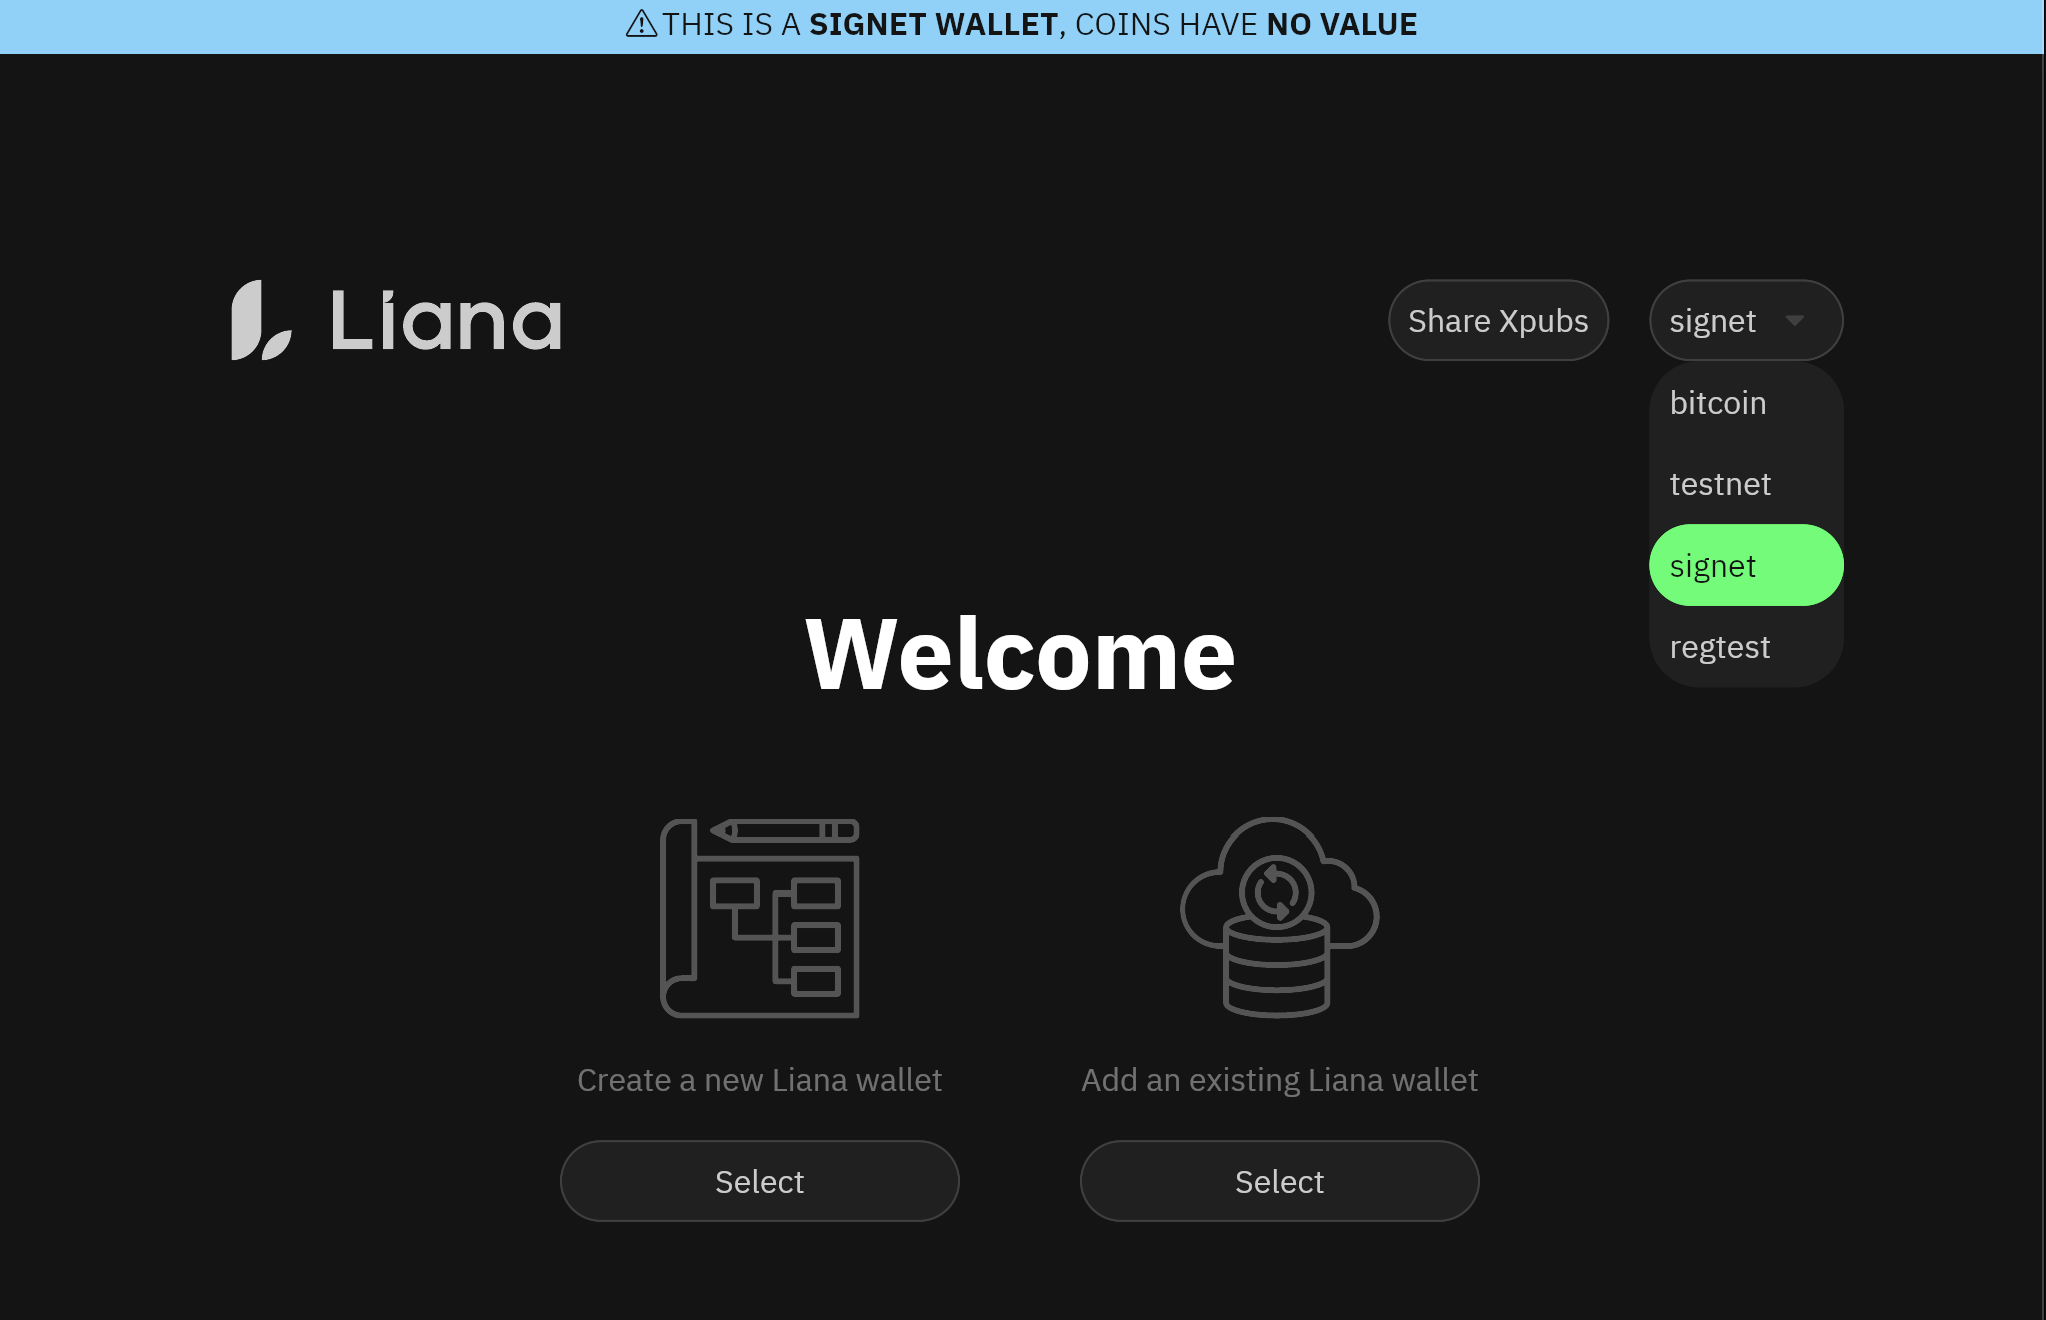 ⚠THIS IS A SIGNET WALLET, COINS HAVE NO VALUE
Liana
Share Xpubs
signet
bitcoin
testnet
signet
regtest
Welcome
Create a new Liana wallet
Add an existing Liana wallet
Select
Select